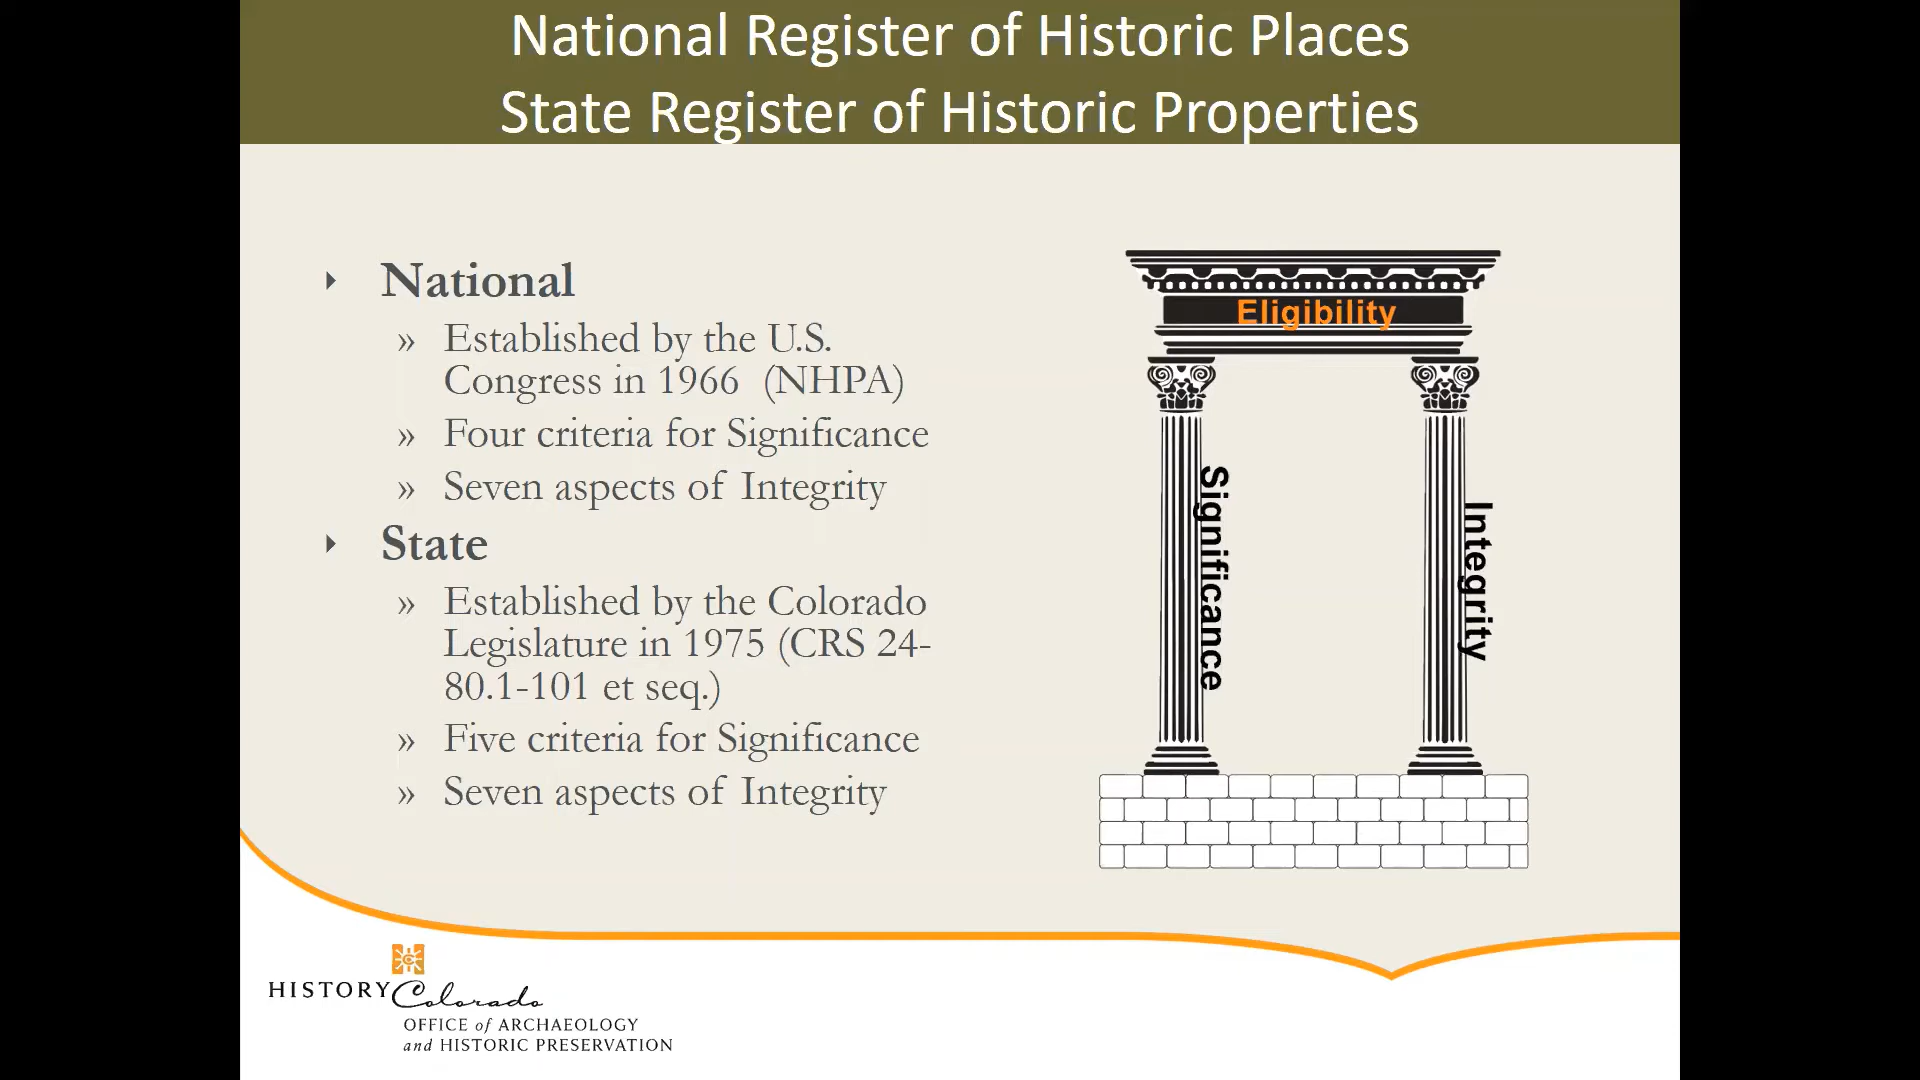 National Register of Historic Places
State Register of Historic Properties
National
» Established by the U.S.
Congress in 1966 (NHPA)
» Four criteria for Significance
» Seven aspects of Integrity
State
» Established by the Colorado
Legislature in 1975 (CRS 24-
80.1-101 et seq.)
» Five criteria for Significance
» Seven aspects of Integrity
Eligibility
Significance
Integrity
HISTORY Colorado
OFFICE of ARCHAEOLOGY
and HISTORIC PRESERVATION